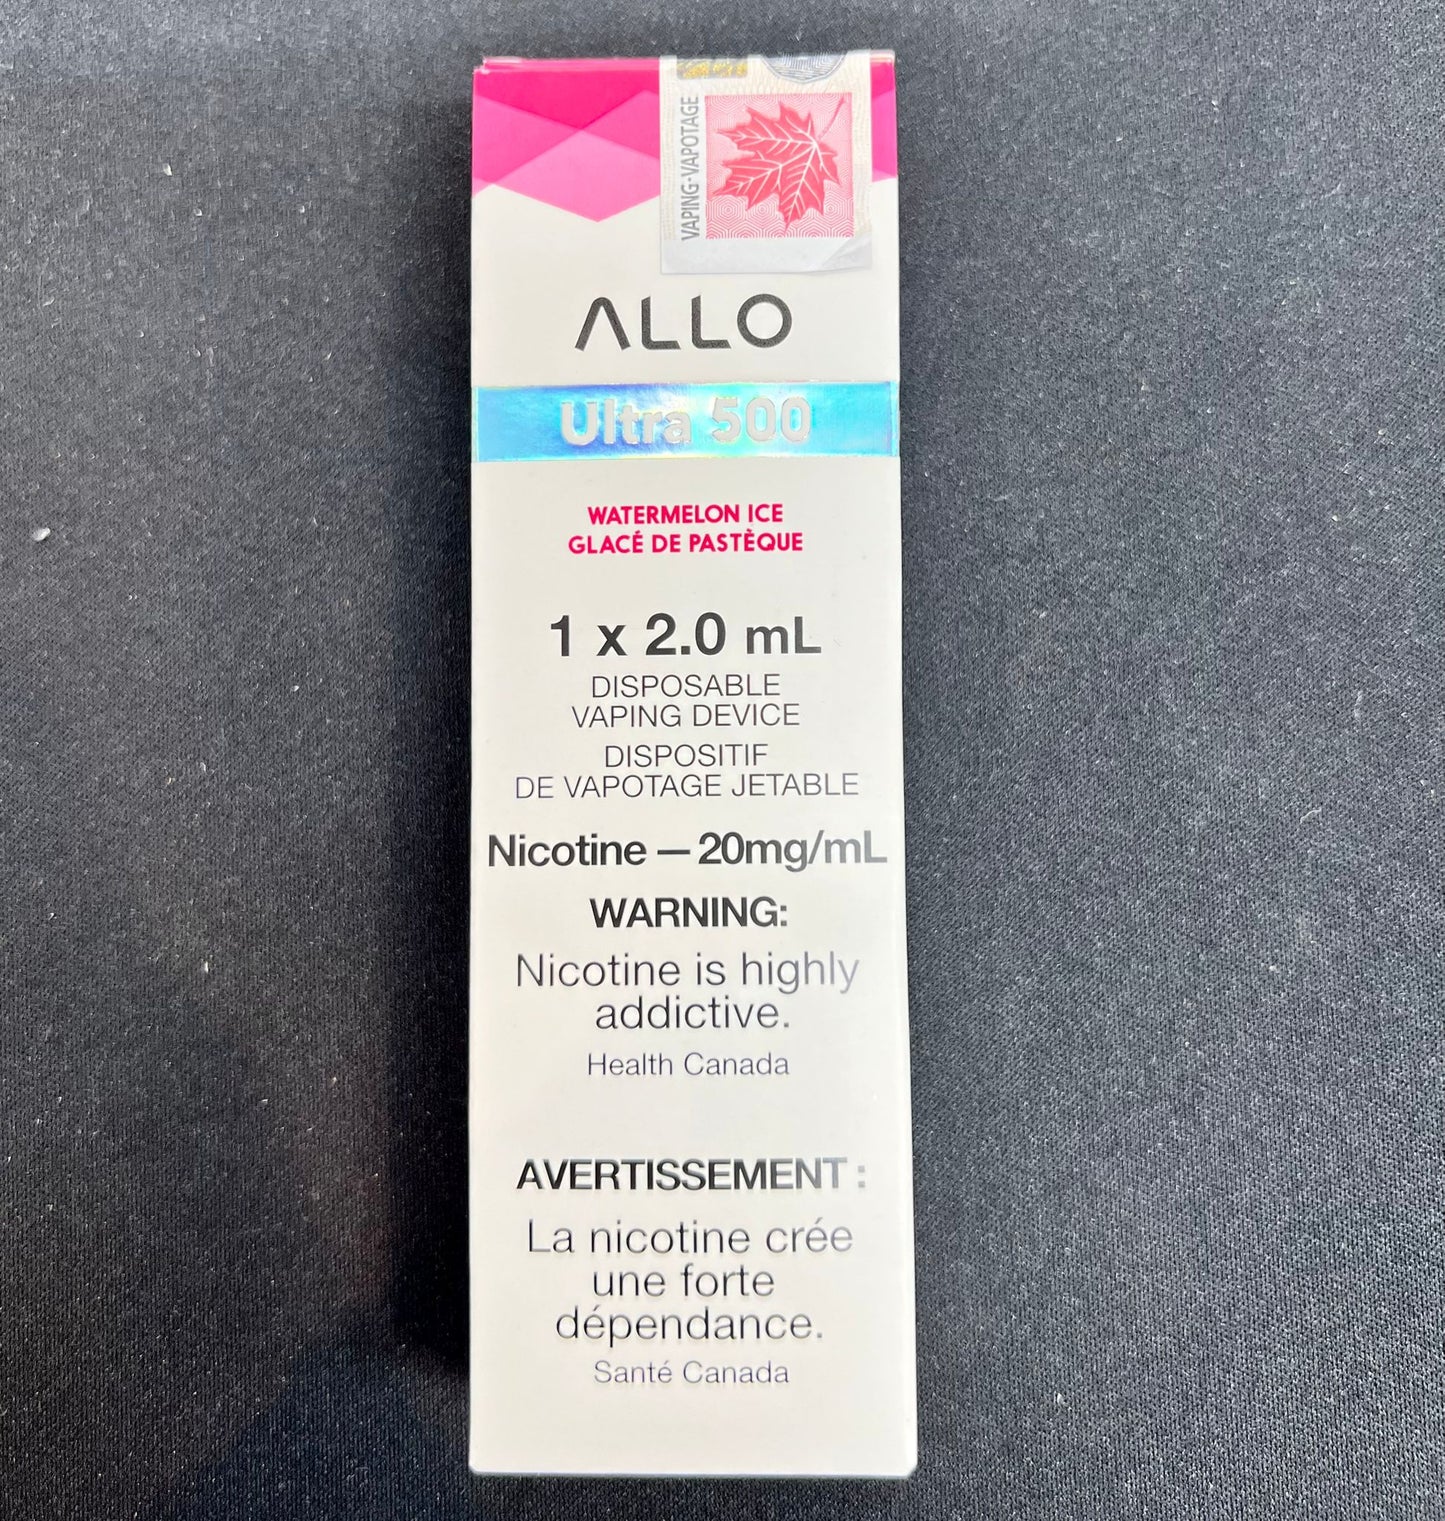 VAPING-VAPOTAGE
ALLO
Ultra 500
WATERMELON ICE
GLACÉ DE PASTÈQUE
1 x 2.0 mL
DISPOSABLE
VAPING DEVICE
DISPOSITIF
DE VAPOTAGE JETABLE
Nicotine — 20mg/mL
WARNING:
Nicotine is highly
addictive.
Health Canada
AVERTISSEMENT :
La nicotine crée
une forte
dépendance.
Santé Canada